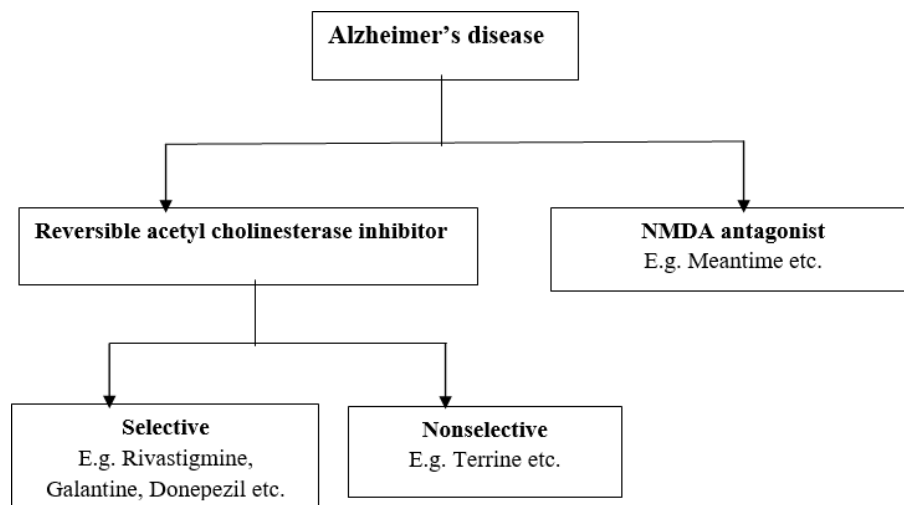 Alzheimer’s disease
Reversible acetyl cholinesterase inhibitor
NMDA antagonist
E.g. Meantime etc.
Selective
E.g. Rivastigmine,
Galantine, Donepezil etc.
Nonselective
E.g. Terrine etc.